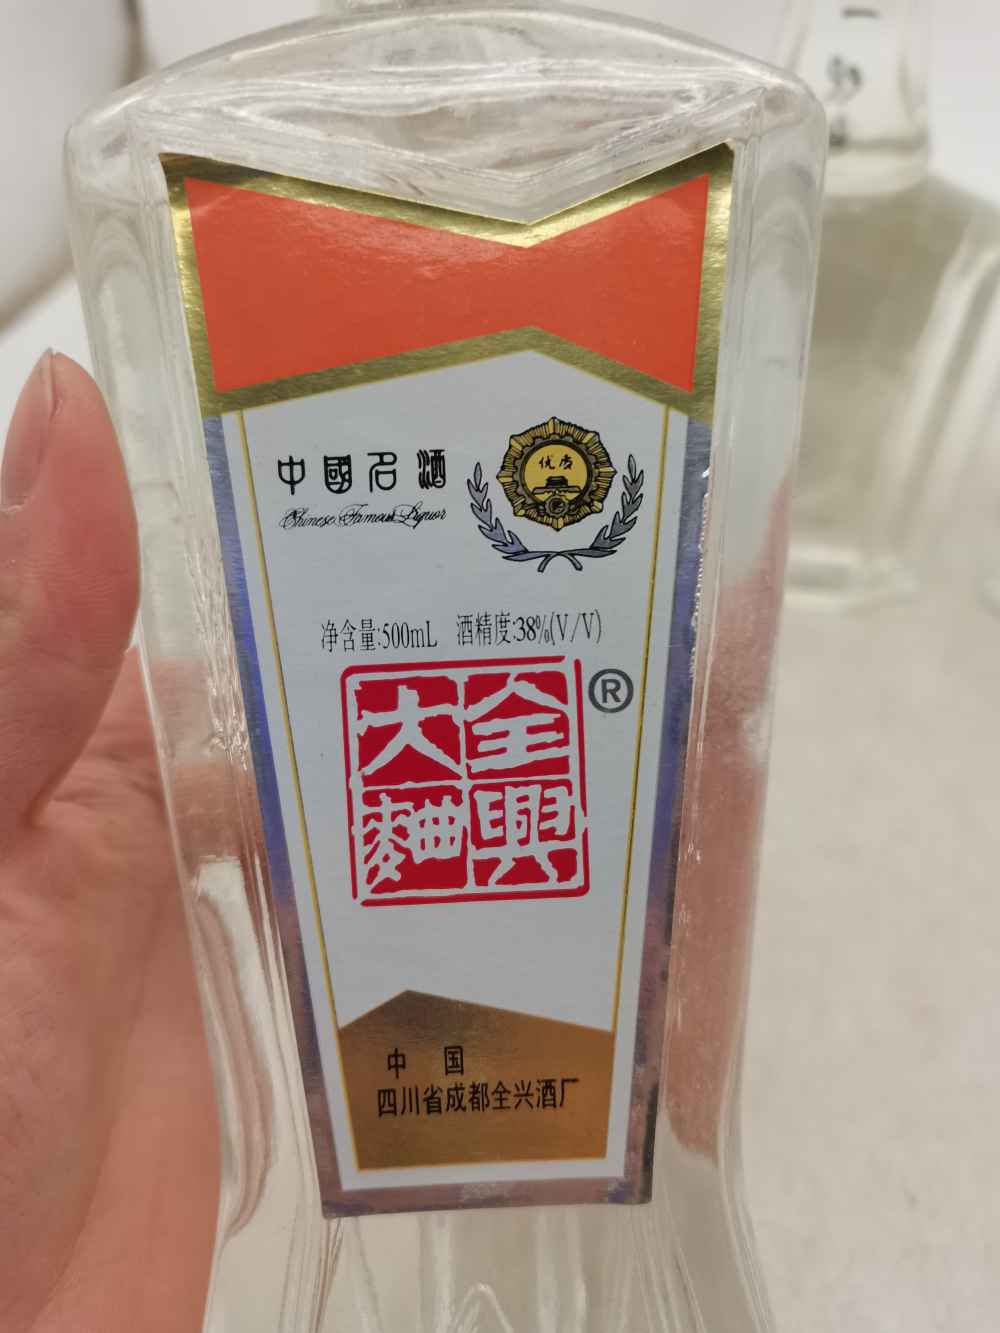 中國名酒
Chinese Famous Liquor
优质
净含量:500mL 酒精度:38%(V/V)
全興大麯®
中国
四川省成都全兴酒厂